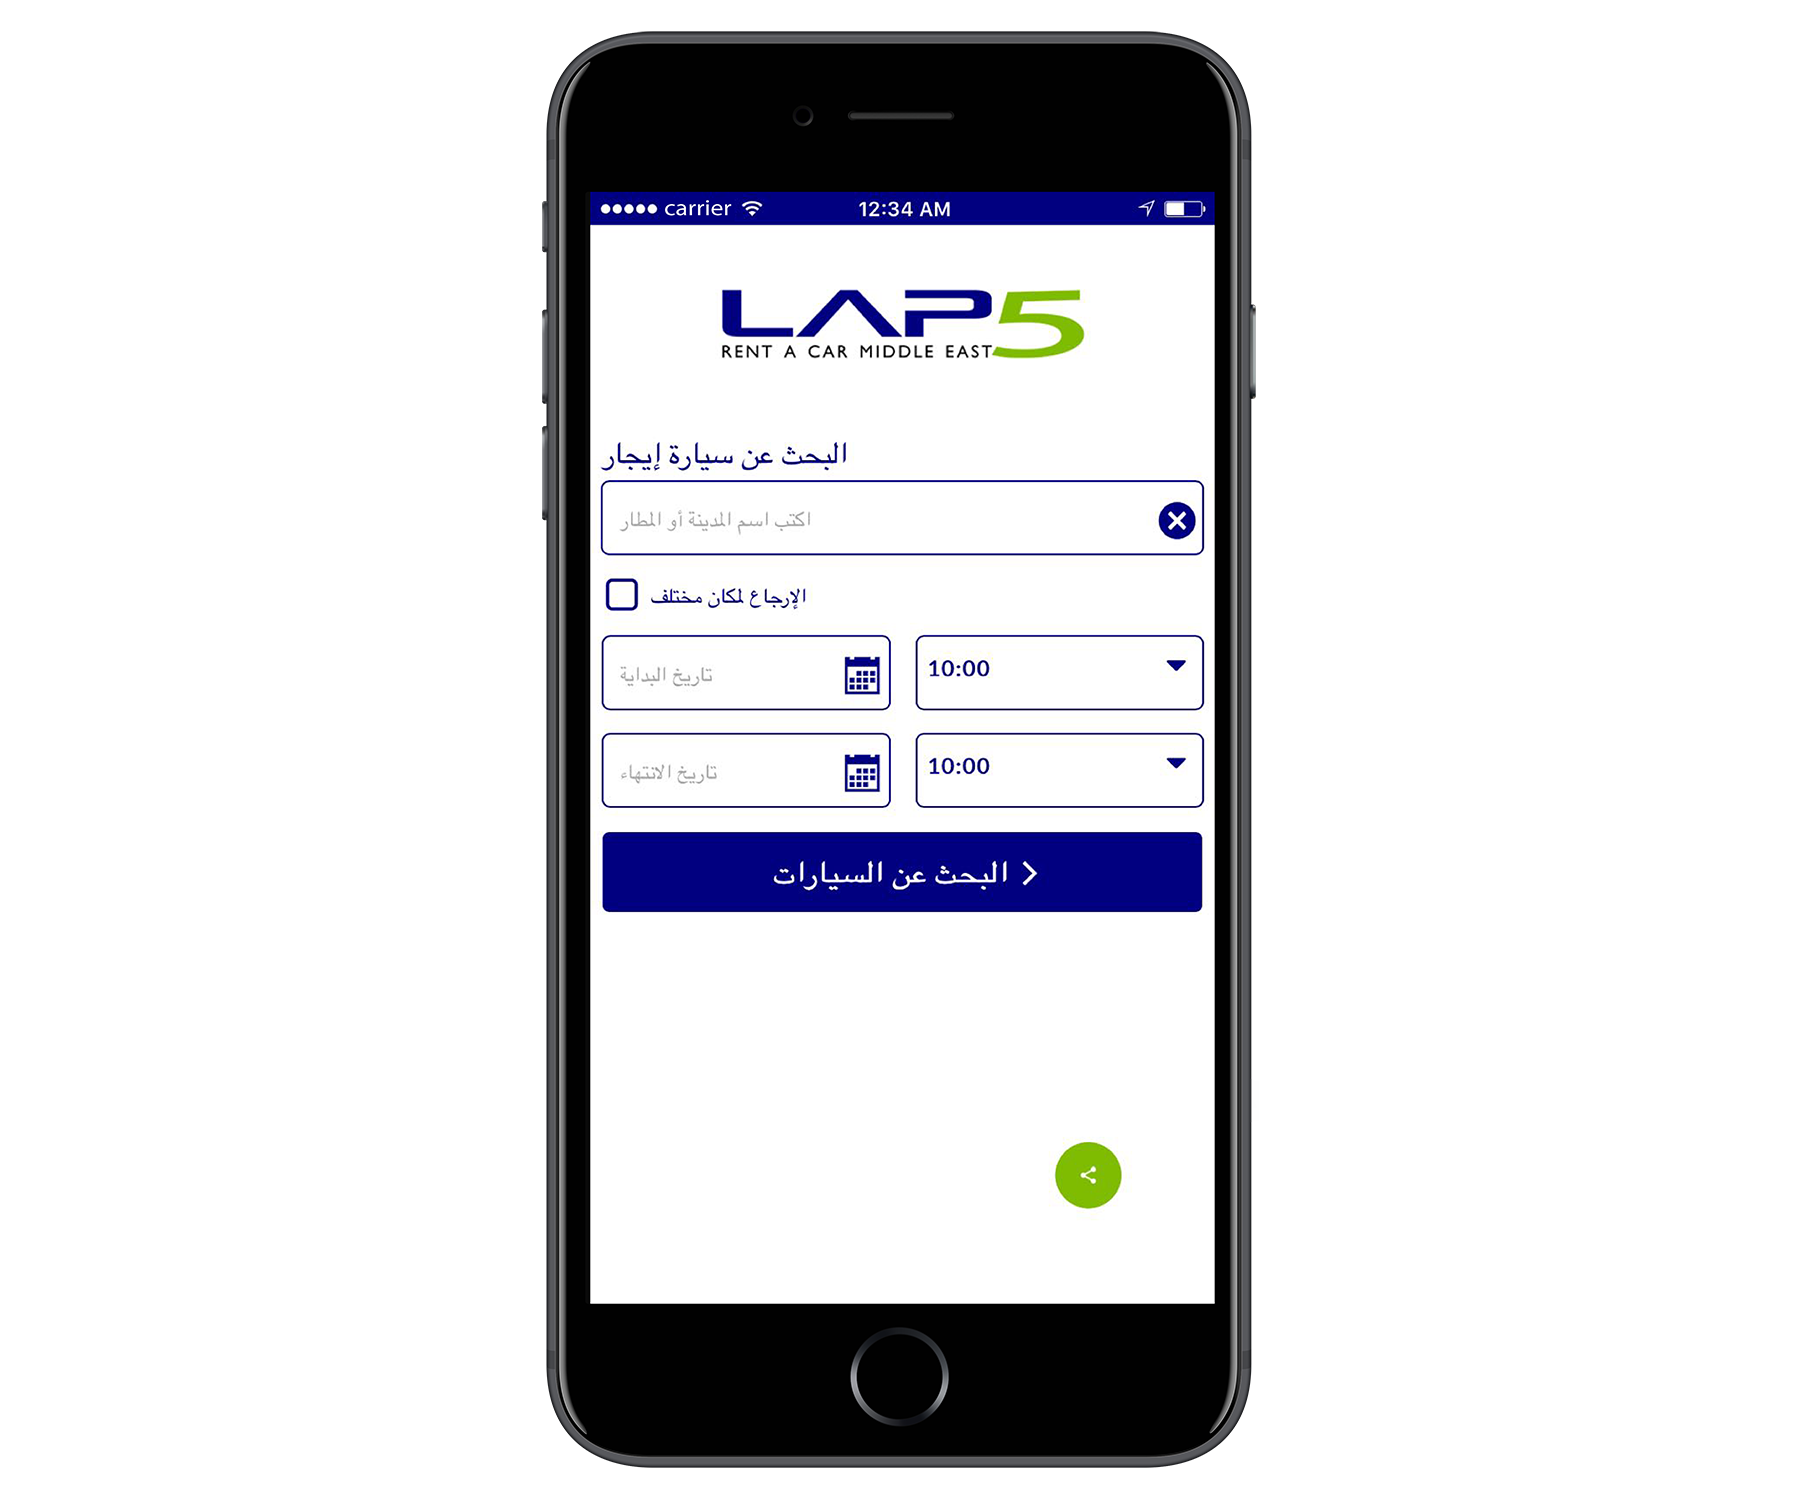 carrier 12:34 AM
LAP5
RENT A CAR MIDDLE EAST
البحث عن سيارة إيجار
اكتب اسم المدينة أو المطار
الإرجاع لمكان مختلف
تاريخ البداية 10:00
تاريخ الانتهاء 10:00
البحث عن السيارات